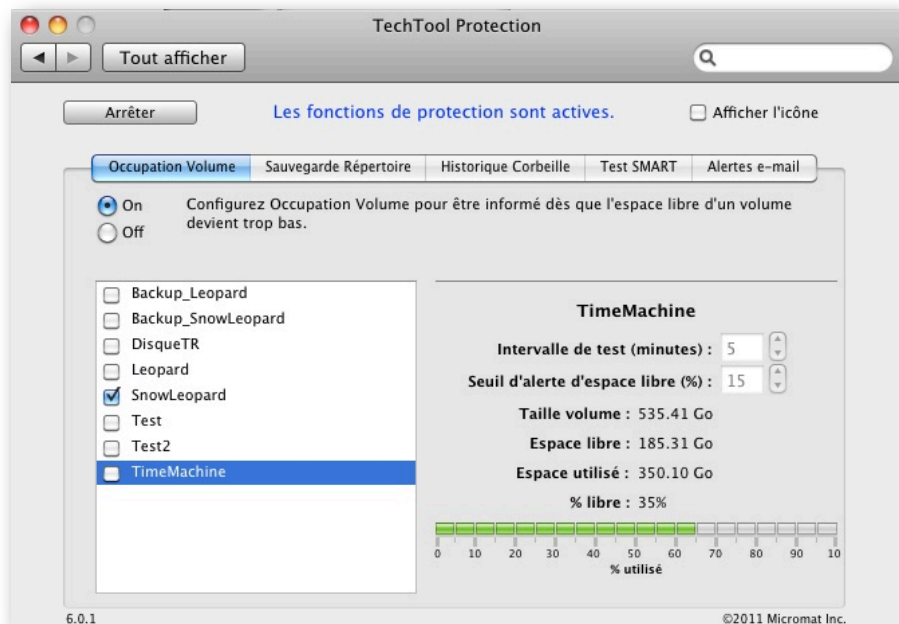 TechTool Protection
Tout afficher
Arrêter
Les fonctions de protection sont actives.
Afficher l'icône
Occupation Volume
Sauvegarde Répertoire
Historique Corbeille
Test SMART
Alertes e-mail
On
Off
Configurez Occupation Volume pour être informé dès que l'espace libre d'un volume
devient trop bas.
Backup_Leopard
Backup_SnowLeopard
DisqueTR
Leopard
SnowLeopard
Test
Test2
TimeMachine
TimeMachine
Intervalle de test (minutes) : 5
Seuil d'alerte d'espace libre (%) : 15
Taille volume : 535.41 Go
Espace libre : 185.31 Go
Espace utilisé : 350.10 Go
% libre : 35%
0 10 20 30 40 50 60 70 80 90 10
% utilisé
6.0.1
©2011 Micromat Inc.